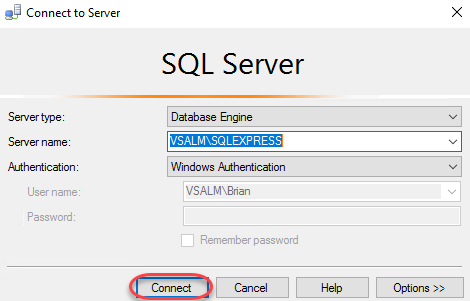 Connect to Server
SQL Server
Server type: Database Engine
Server name: VSALM\SQLEXPRESS
Authentication: Windows Authentication
User name: VSALM\Brian
Password:
Remember password
Connect Cancel Help Options >>